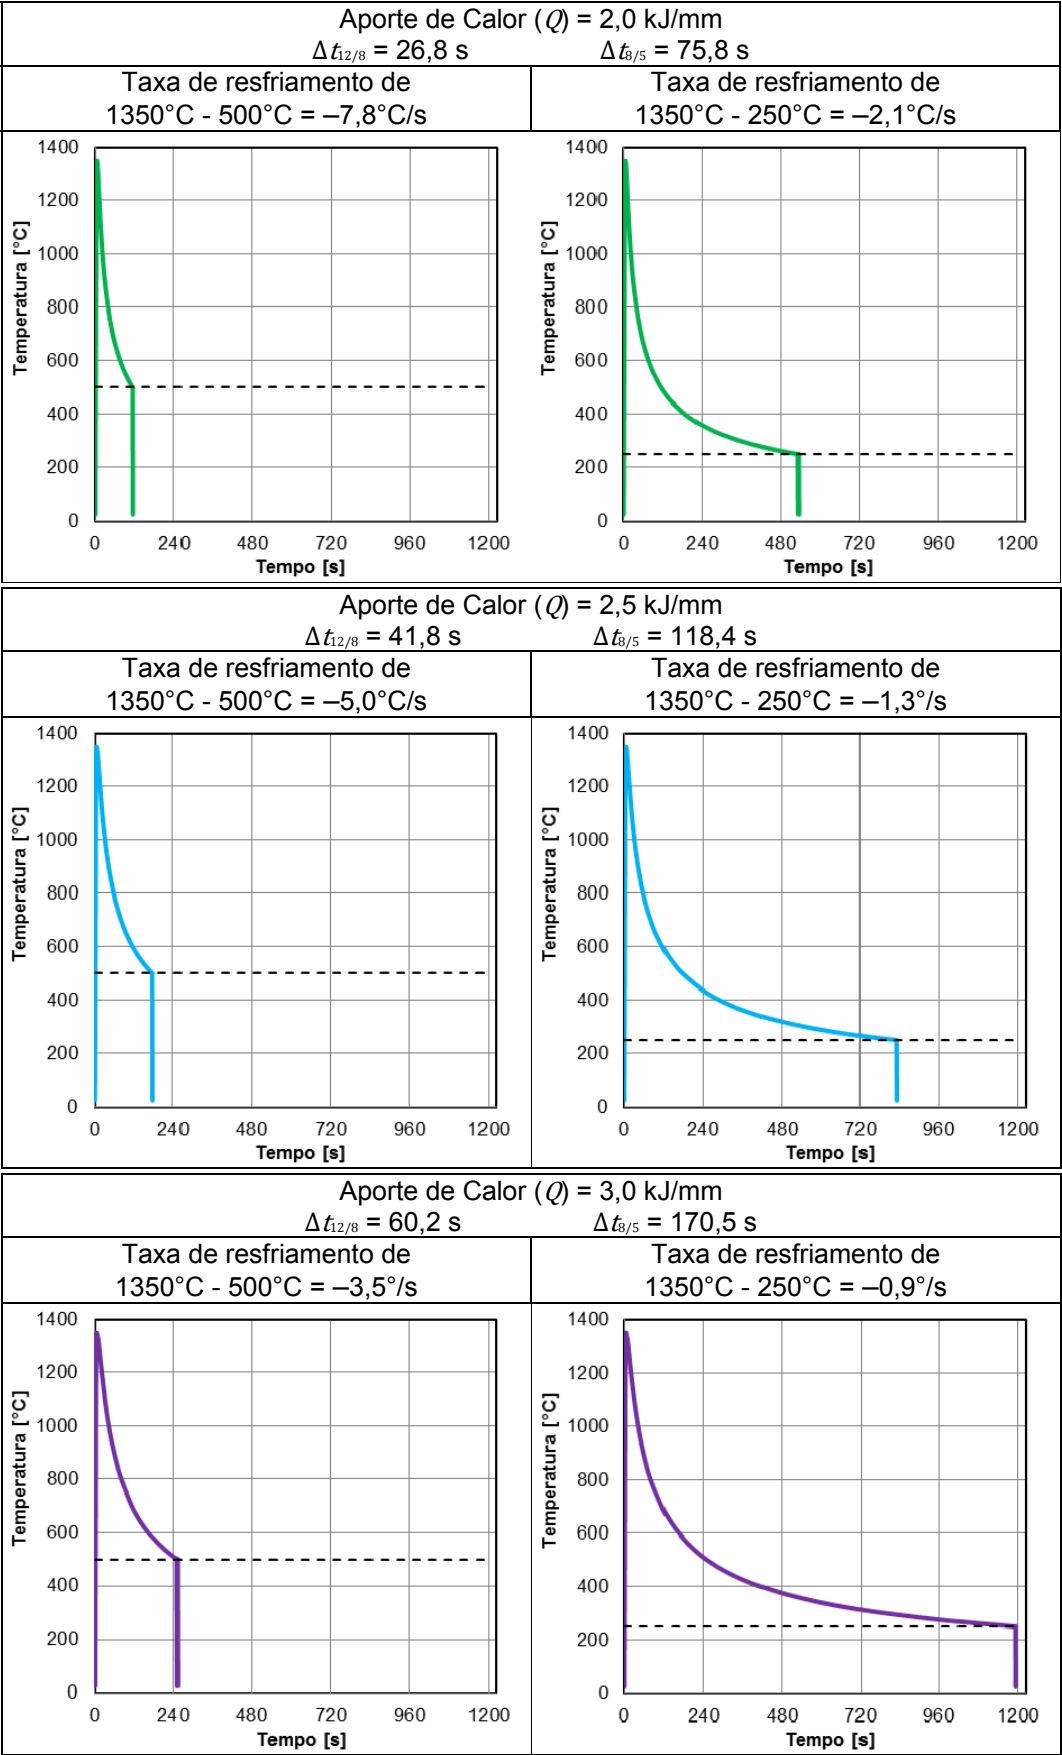 Aporte de Calor (Q) = 2,0 kJ/mm
Δt12/8 = 26,8 s Δt8/5 = 75,8 s
Taxa de resfriamento de
1350°C - 500°C = –7,8°C/s
Taxa de resfriamento de
1350°C - 250°C = –2,1°C/s
1400
1200
1000
800
600
400
200
0
Temperatura [°C]
0 240 480 720 960 1200
Tempo [s]
1400
1200
1000
800
600
400
200
0
Temperatura [°C]
0 240 480 720 960 1200
Tempo [s]
Aporte de Calor (Q) = 2,5 kJ/mm
Δt12/8 = 41,8 s Δt8/5 = 118,4 s
Taxa de resfriamento de
1350°C - 500°C = –5,0°C/s
Taxa de resfriamento de
1350°C - 250°C = –1,3°/s
1400
1200
1000
800
600
400
200
0
Temperatura [°C]
0 240 480 720 960 1200
Tempo [s]
1400
1200
1000
800
600
400
200
0
Temperatura [°C]
0 240 480 720 960 1200
Tempo [s]
Aporte de Calor (Q) = 3,0 kJ/mm
Δt12/8 = 60,2 s Δt8/5 = 170,5 s
Taxa de resfriamento de
1350°C - 500°C = –3,5°/s
Taxa de resfriamento de
1350°C - 250°C = –0,9°/s
1400
1200
1000
800
600
400
200
0
Temperatura [°C]
0 240 480 720 960 1200
Tempo [s]
1400
1200
1000
800
600
400
200
0
Temperatura [°C]
0 240 480 720 960 1200
Tempo [s]